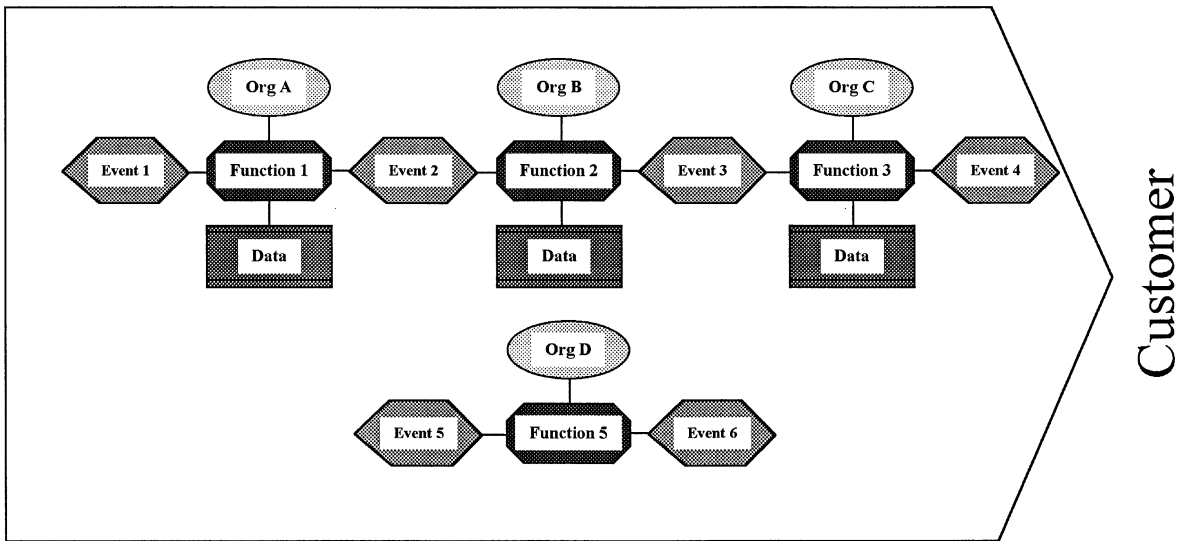 Org A
Org B
Org C
Event 1
Function 1
Event 2
Function 2
Event 3
Function 3
Event 4
Data
Data
Data
Org D
Event 5
Function 5
Event 6
Customer